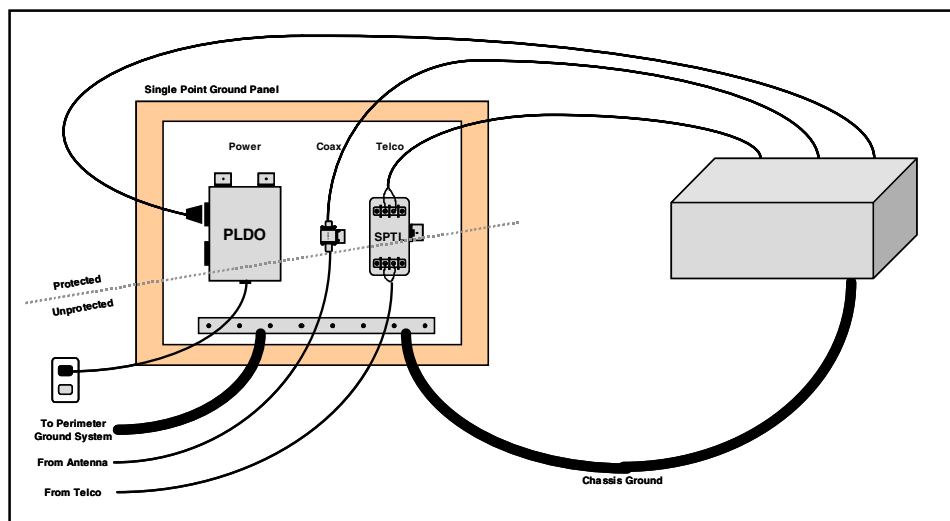 Single Point Ground Panel
Power
Coax
Telco
PLDO
SPTL
Protected
Unprotected
To Perimeter
Ground System
From Antenna
From Telco
Chassis Ground